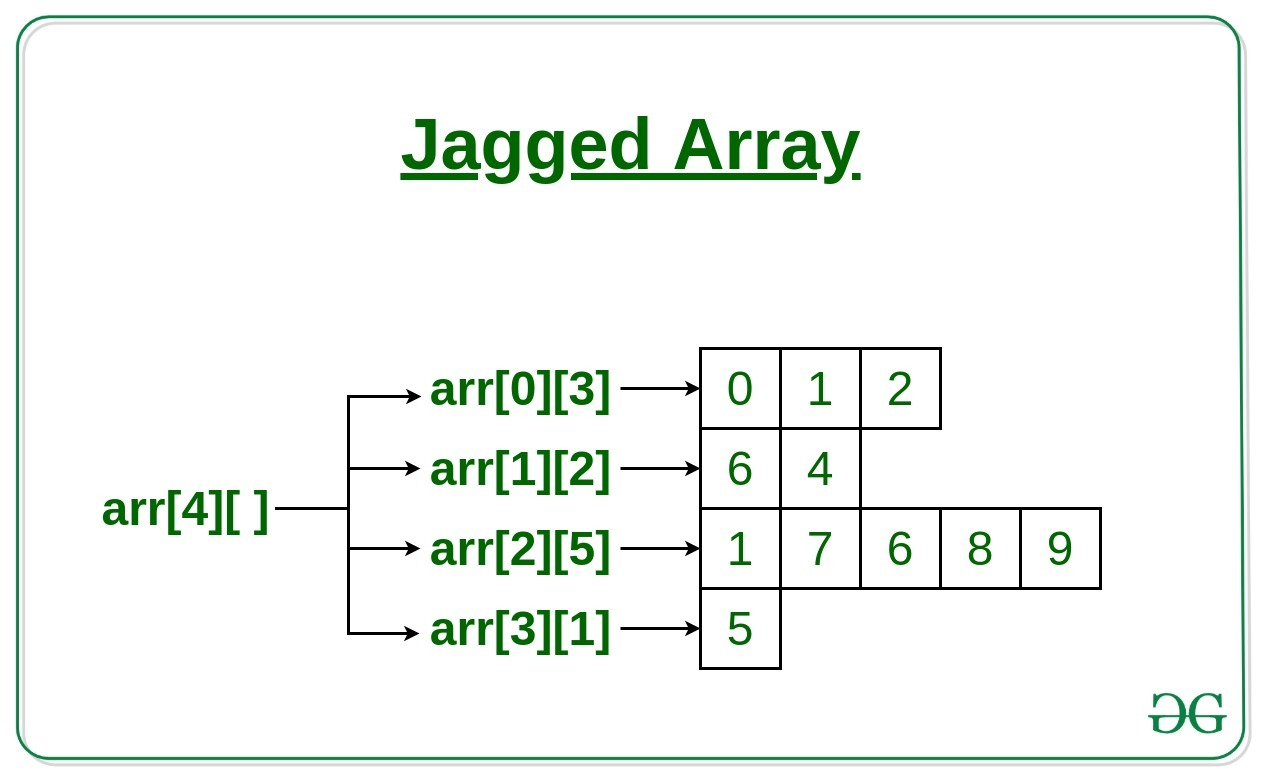 Jagged Array
arr[0][3] 0 1 2
arr[1][2] 6 4
arr[4][ ]
arr[2][5] 1 7 6 8 9
arr[3][1] 5
GG